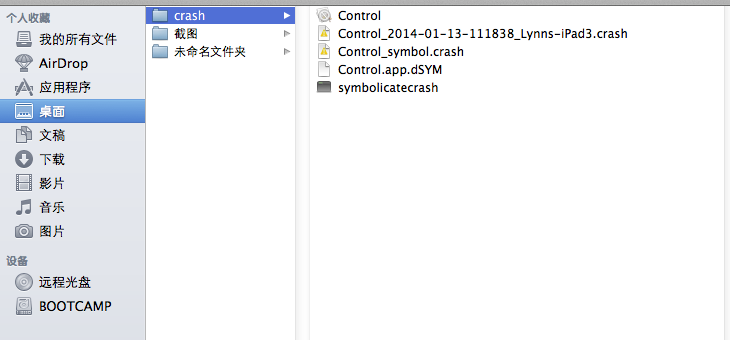 个人收藏
我的所有文件
AirDrop
应用程序
桌面
文稿
下载
影片
音乐
图片
设备
远程光盘
BOOTCAMP
crash
截图
未命名文件夹
Control
Control_2014-01-13-111838_Lynns-iPad3.crash
Control_symbol.crash
Control.app.dSYM
symbolicatecrash